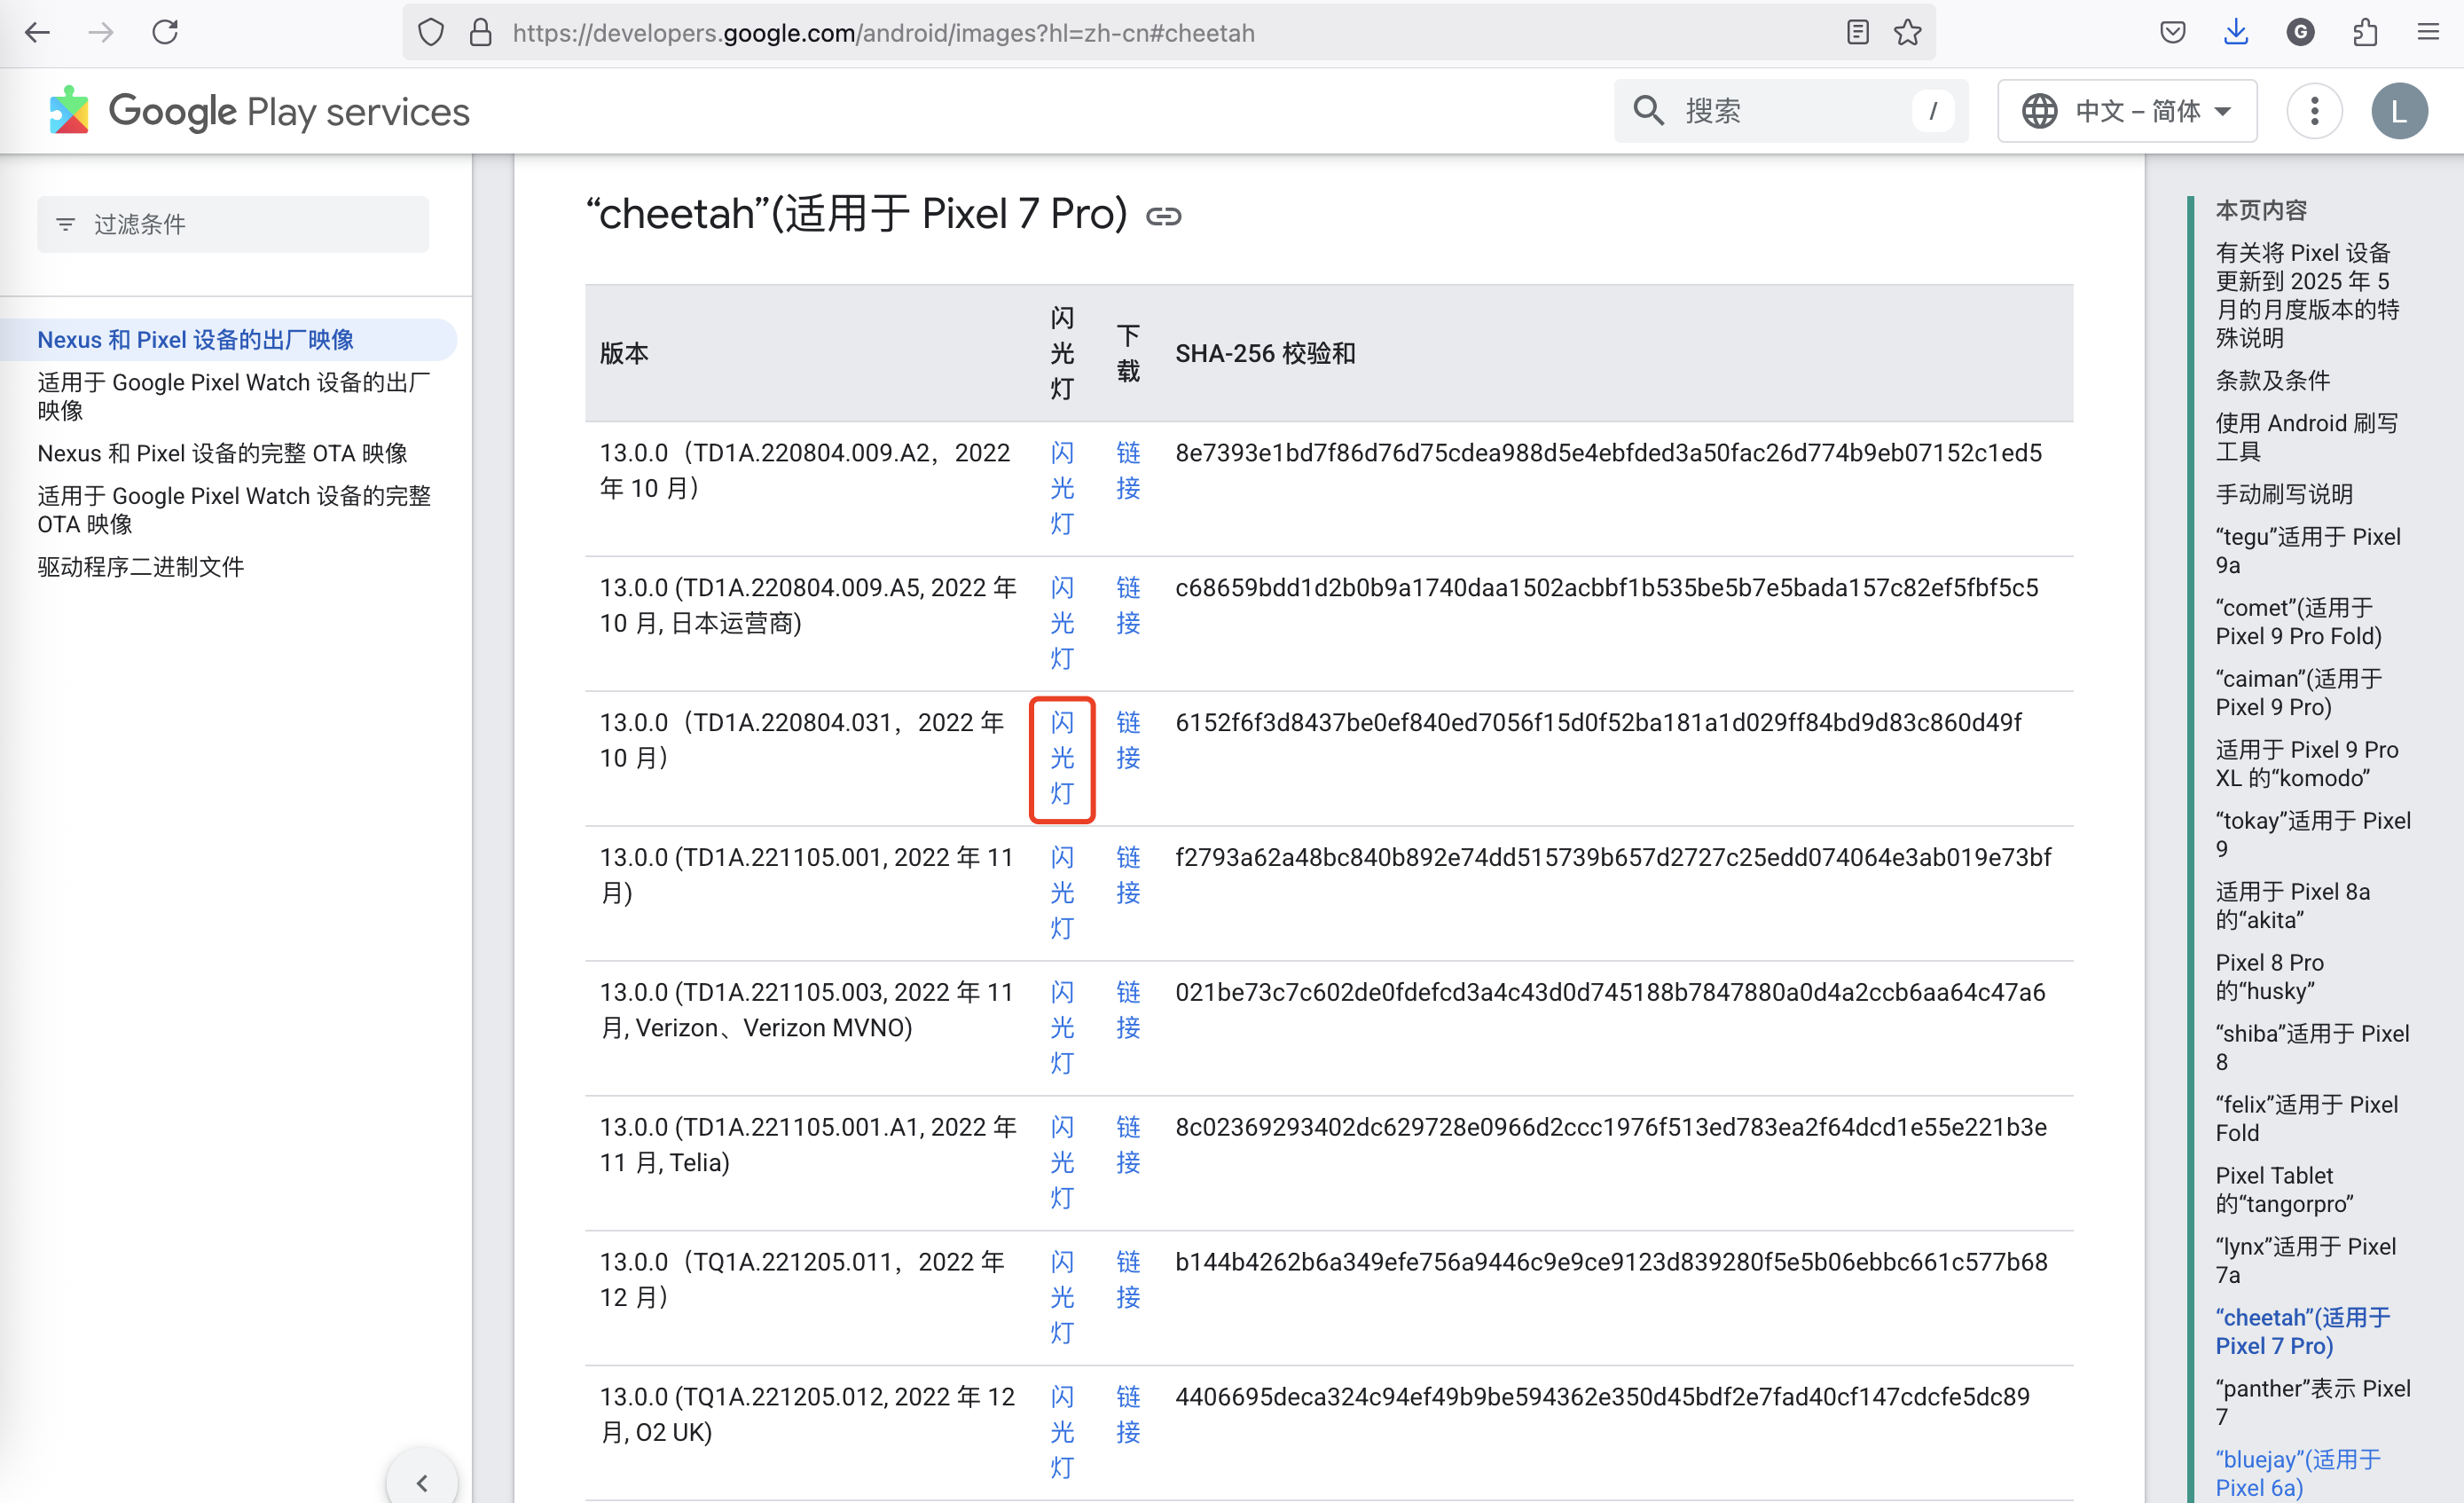 https://developers.google.com/android/images?hl=zh-cn#cheetah
G
Google Play services
搜索
/
中文 – 简体
L
过滤条件
Nexus 和 Pixel 设备的出厂映像
适用于 Google Pixel Watch 设备的出厂
映像
Nexus 和 Pixel 设备的完整 OTA 映像
适用于 Google Pixel Watch 设备的完整
OTA 映像
驱动程序二进制文件
“cheetah”(适用于 Pixel 7 Pro)
版本
闪
光
灯
下
载
SHA-256 校验和
13.0.0（TD1A.220804.009.A2，2022
年 10 月）
闪
光
灯
链
接
8e7393e1bd7f86d76d75cdea988d5e4ebfded3a50fac26d774b9eb07152c1ed5
13.0.0 (TD1A.220804.009.A5, 2022 年
10 月, 日本运营商)
闪
光
灯
链
接
c68659bdd1d2b0b9a1740daa1502acbbf1b535be5b7e5bada157c82ef5fbf5c5
13.0.0（TD1A.220804.031，2022 年
10 月）
闪
光
灯
链
接
6152f6f3d8437be0ef840ed7056f15d0f52ba181a1d029ff84bd9d83c860d49f
13.0.0 (TD1A.221105.001, 2022 年 11
月)
闪
光
灯
链
接
f2793a62a48bc840b892e74dd515739b657d2727c25edd074064e3ab019e73bf
13.0.0 (TD1A.221105.003, 2022 年 11
月, Verizon、Verizon MVNO)
闪
光
灯
链
接
021be73c7c602de0fdefcd3a4c43d0d745188b7847880a0d4a2ccb6aa64c47a6
13.0.0 (TD1A.221105.001.A1, 2022 年
11 月, Telia)
闪
光
灯
链
接
8c02369293402dc629728e0966d2ccc1976f513ed783ea2f64dcd1e55e221b3e
13.0.0（TQ1A.221205.011，2022 年
12 月）
闪
光
灯
链
接
b144b4262b6a349efe756a9446c9e9ce9123d839280f5e5b06ebbc661c577b68
13.0.0 (TQ1A.221205.012, 2022 年 12
月, O2 UK)
闪
光
灯
链
接
4406695deca324c94ef49b9be594362e350d45bdf2e7fad40cf147cdcfe5dc89
本页内容
有关将 Pixel 设备
更新到 2025 年 5
月的月度版本的特
殊说明
条款及条件
使用 Android 刷写
工具
手动刷写说明
“tegu”适用于 Pixel
9a
“comet”(适用于
Pixel 9 Pro Fold)
“caiman”(适用于
Pixel 9 Pro)
适用于 Pixel 9 Pro
XL 的“komodo”
“tokay”适用于 Pixel
9
适用于 Pixel 8a
的“akita”
Pixel 8 Pro
的“husky”
“shiba”适用于 Pixel
8
“felix”适用于 Pixel
Fold
Pixel Tablet
的“tangorpro”
“lynx”适用于 Pixel
7a
“cheetah”(适用于
Pixel 7 Pro)
“panther”表示 Pixel
7
“bluejay”(适用于
Pixel 6a)